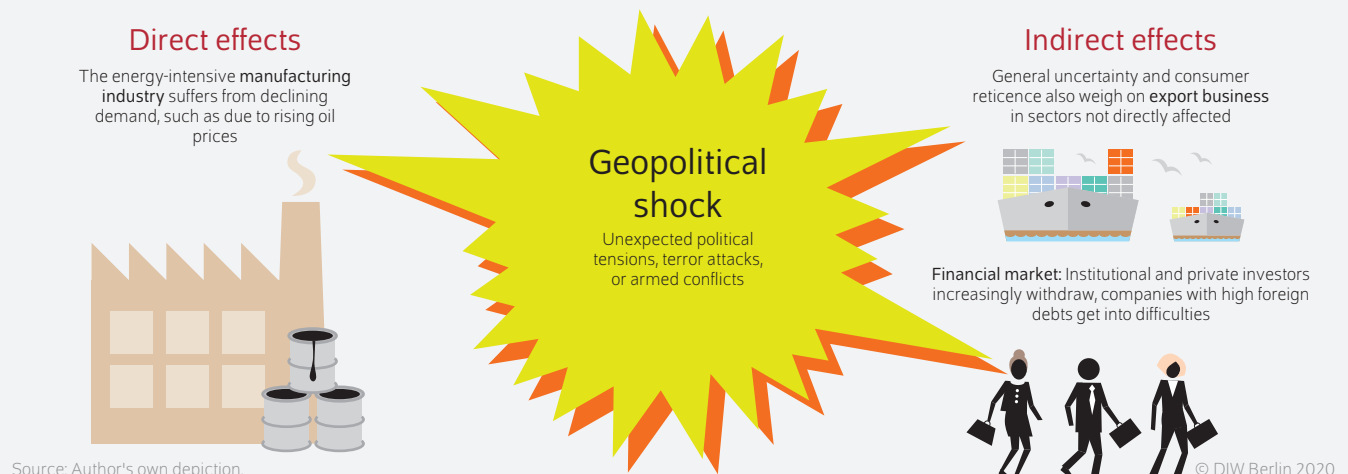 Direct effects
The energy-intensive manufacturing
industry suffers from declining
demand, such as due to rising oil
prices
Geopolitical
shock
Unexpected political
tensions, terror attacks,
or armed conflicts
Indirect effects
General uncertainty and consumer
reticence also weigh on export business
in sectors not directly affected
Financial market: Institutional and private investors
increasingly withdraw, companies with high foreign
debts get into difficulties
Source: Author's own depiction.
© DIW Berlin 2020